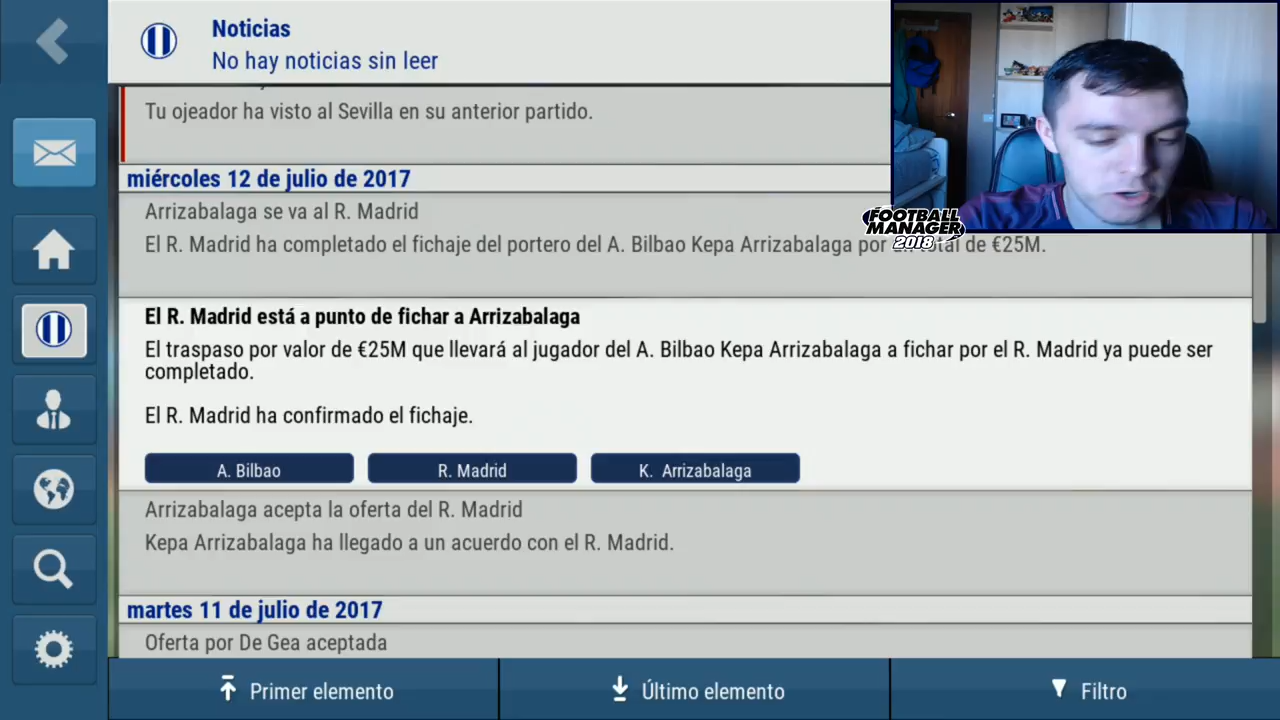 Noticias
No hay noticias sin leer
Tu ojeador ha visto al Sevilla en su anterior partido.
miércoles 12 de julio de 2017
Arrizabalaga se va al R. Madrid
El R. Madrid ha completado el fichaje del portero del A. Bilbao Kepa Arrizabalaga por un total de €25M.
FOOTBALL
MANAGER
2018
El R. Madrid está a punto de fichar a Arrizabalaga
El traspaso por valor de €25M que llevará al jugador del A. Bilbao Kepa Arrizabalaga a fichar por el R. Madrid ya puede ser
completado.
El R. Madrid ha confirmado el fichaje.
A. Bilbao
R. Madrid
K. Arrizabalaga
Arrizabalaga acepta la oferta del R. Madrid
Kepa Arrizabalaga ha llegado a un acuerdo con el R. Madrid.
martes 11 de julio de 2017
Oferta por De Gea aceptada
Primer elemento
Último elemento
Filtro